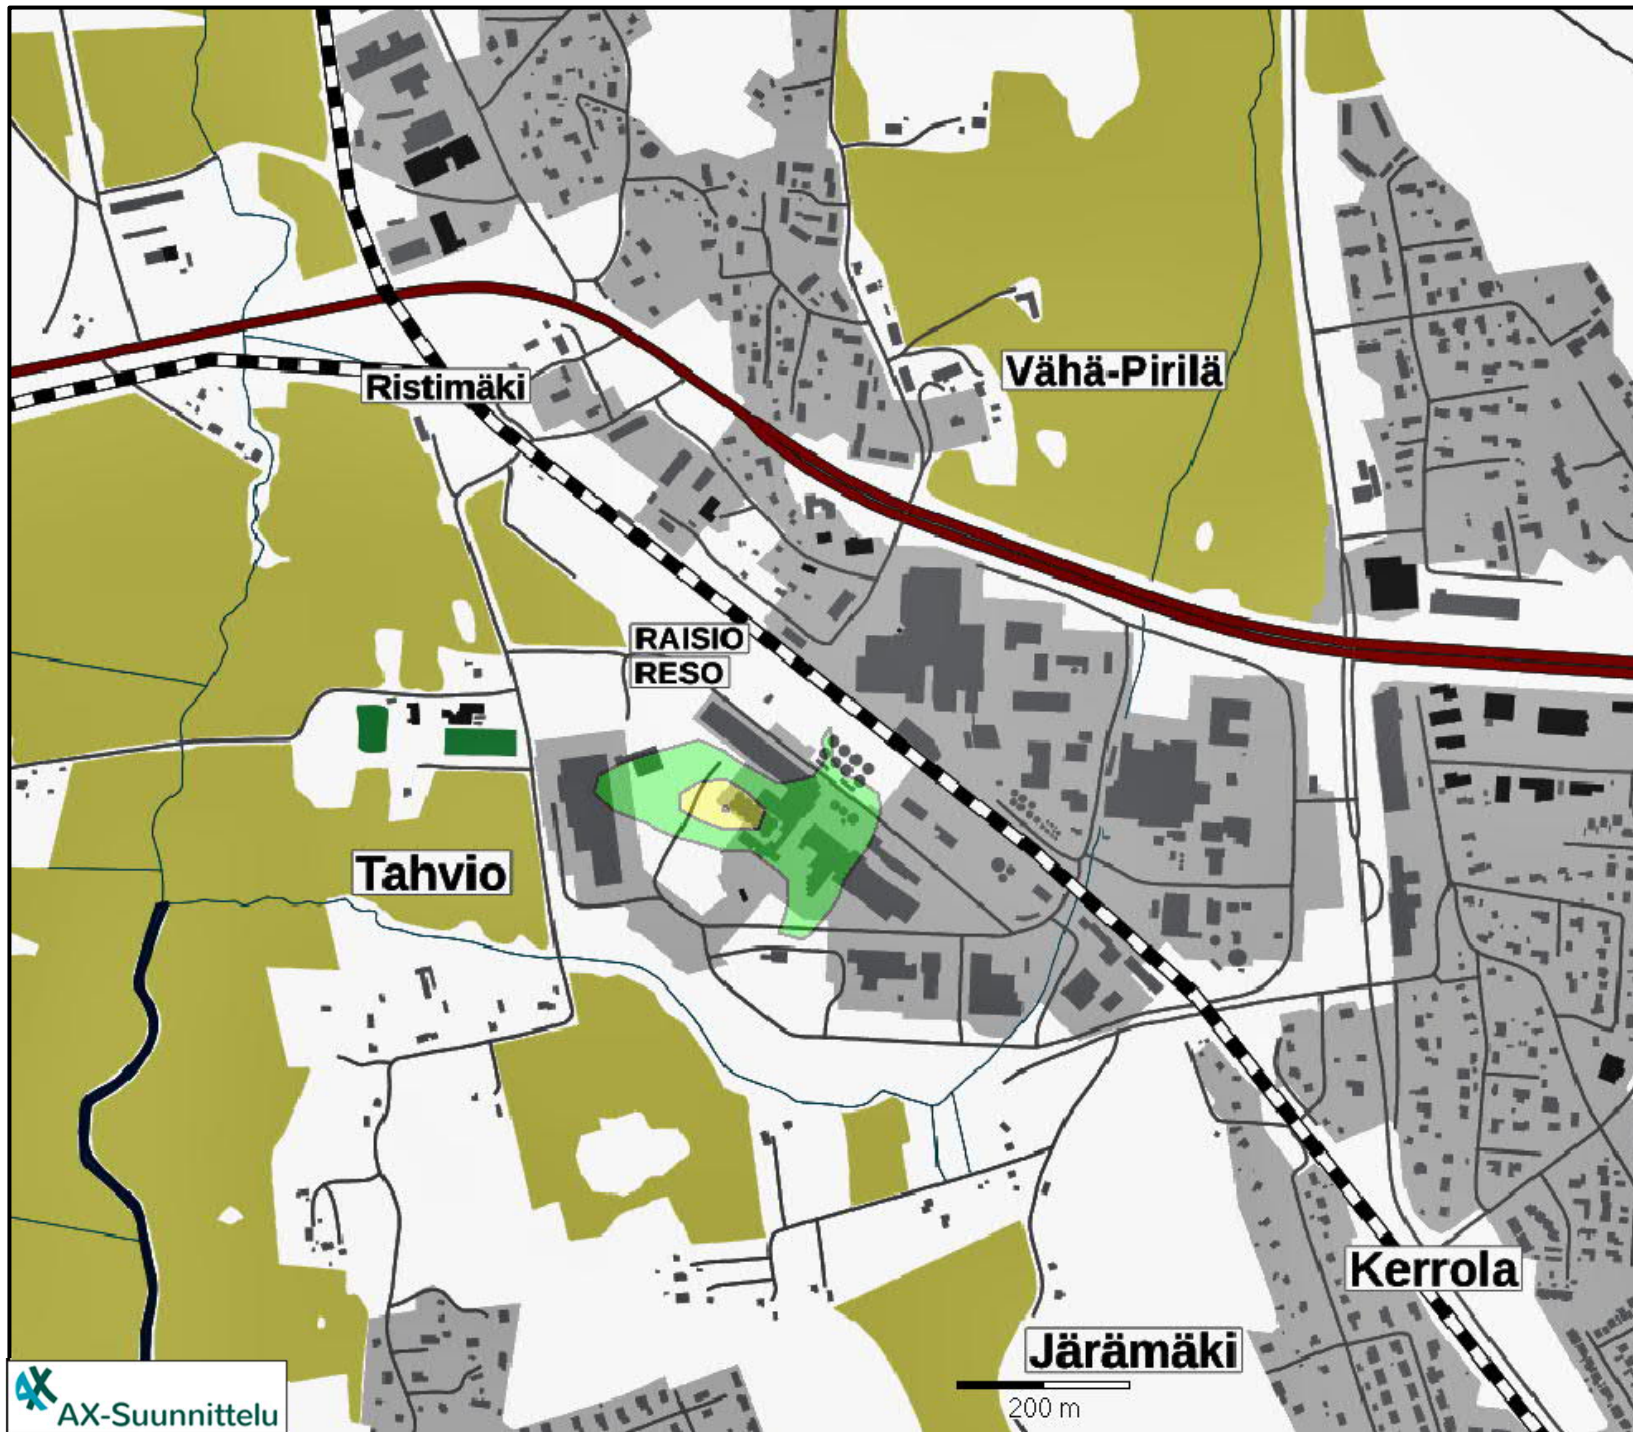 Vähä-Pirilä
Ristimäki
RAISIO
RESO
Tahvio
Kerrola
Järämäki
200 m
AX-Suunnittelu